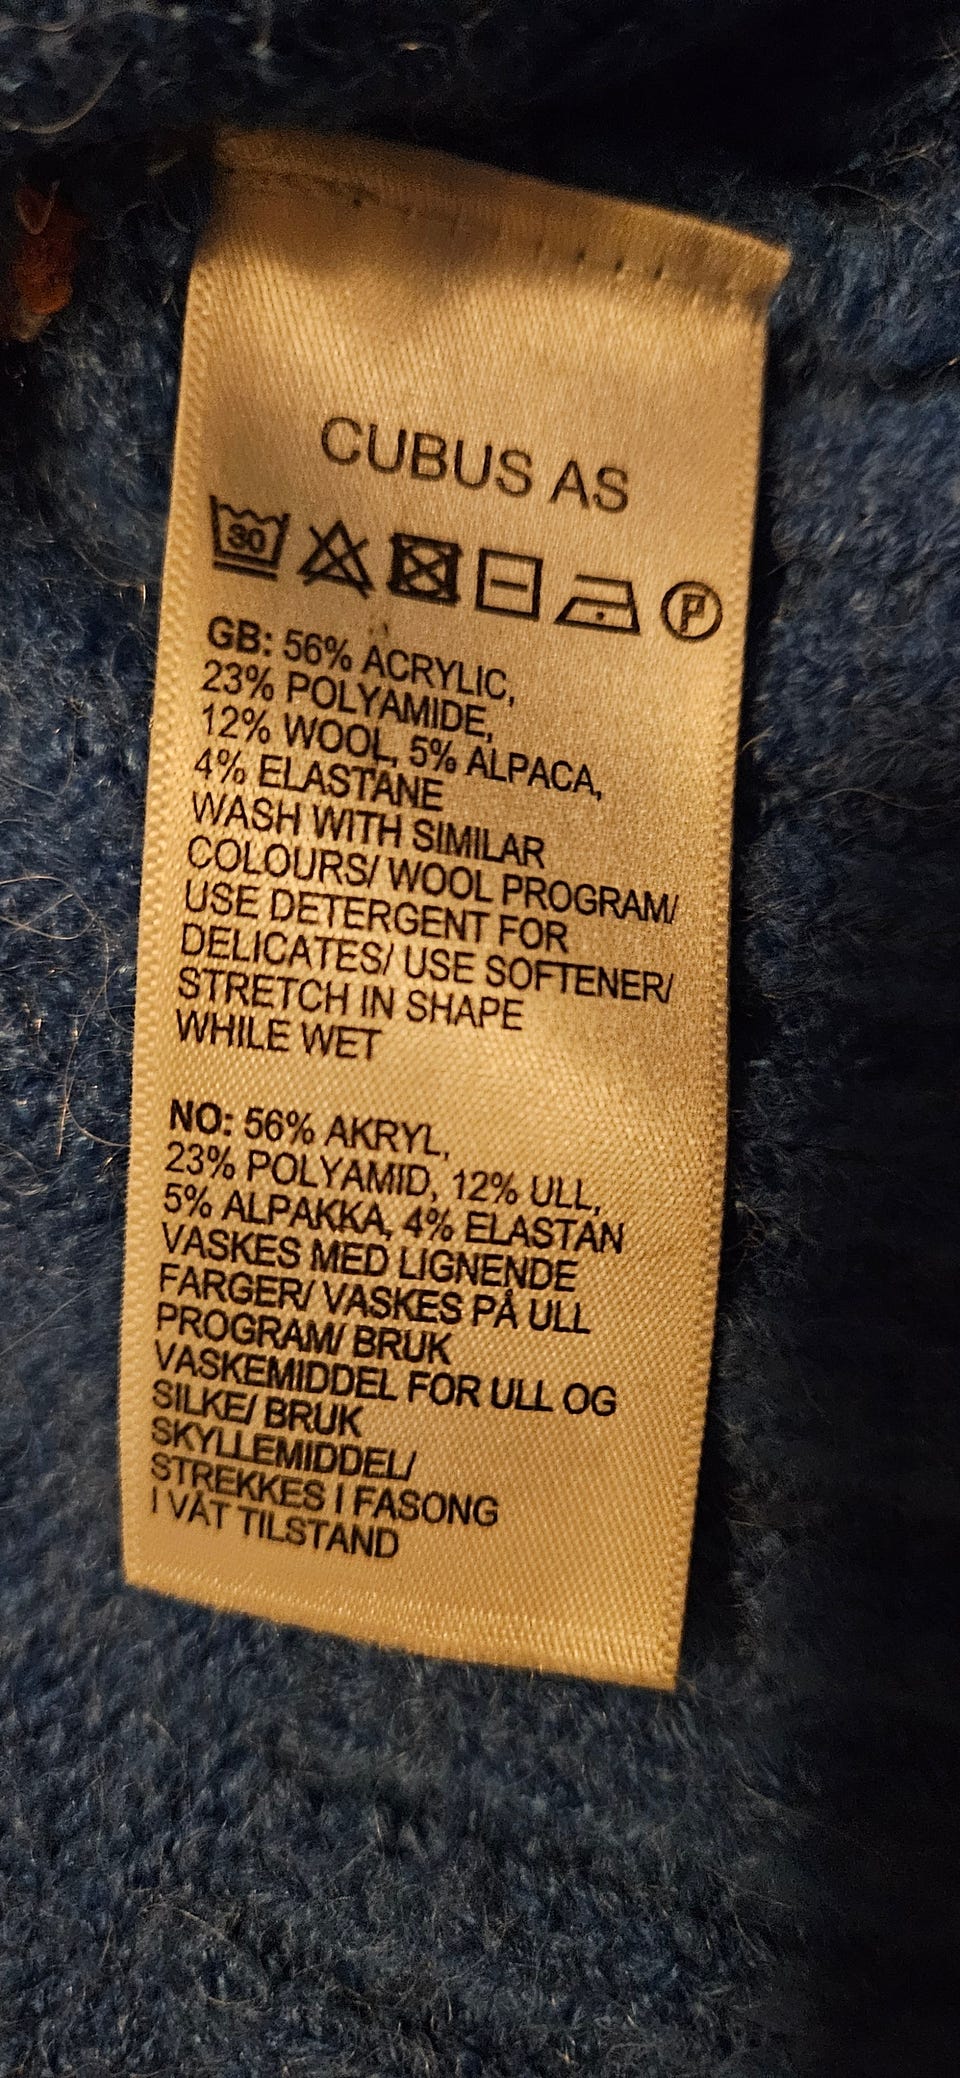 CUBUS AS
30 P
GB: 56% ACRYLIC,
23% POLYAMIDE,
12% WOOL, 5% ALPACA,
4% ELASTANE
WASH WITH SIMILAR
COLOURS/ WOOL PROGRAM/
USE DETERGENT FOR
DELICATES/ USE SOFTENER/
STRETCH IN SHAPE
WHILE WET
NO: 56% AKRYL,
23% POLYAMID, 12% ULL,
5% ALPAKKA, 4% ELASTAN
VASKES MED LIGNENDE
FARGER/ VASKES PÅ ULL
PROGRAM/ BRUK
VASKEMIDDEL FOR ULL OG
SILKE/ BRUK
SKYLLEMIDDEL/
STREKKES I FASONG
I VÅT TILSTAND